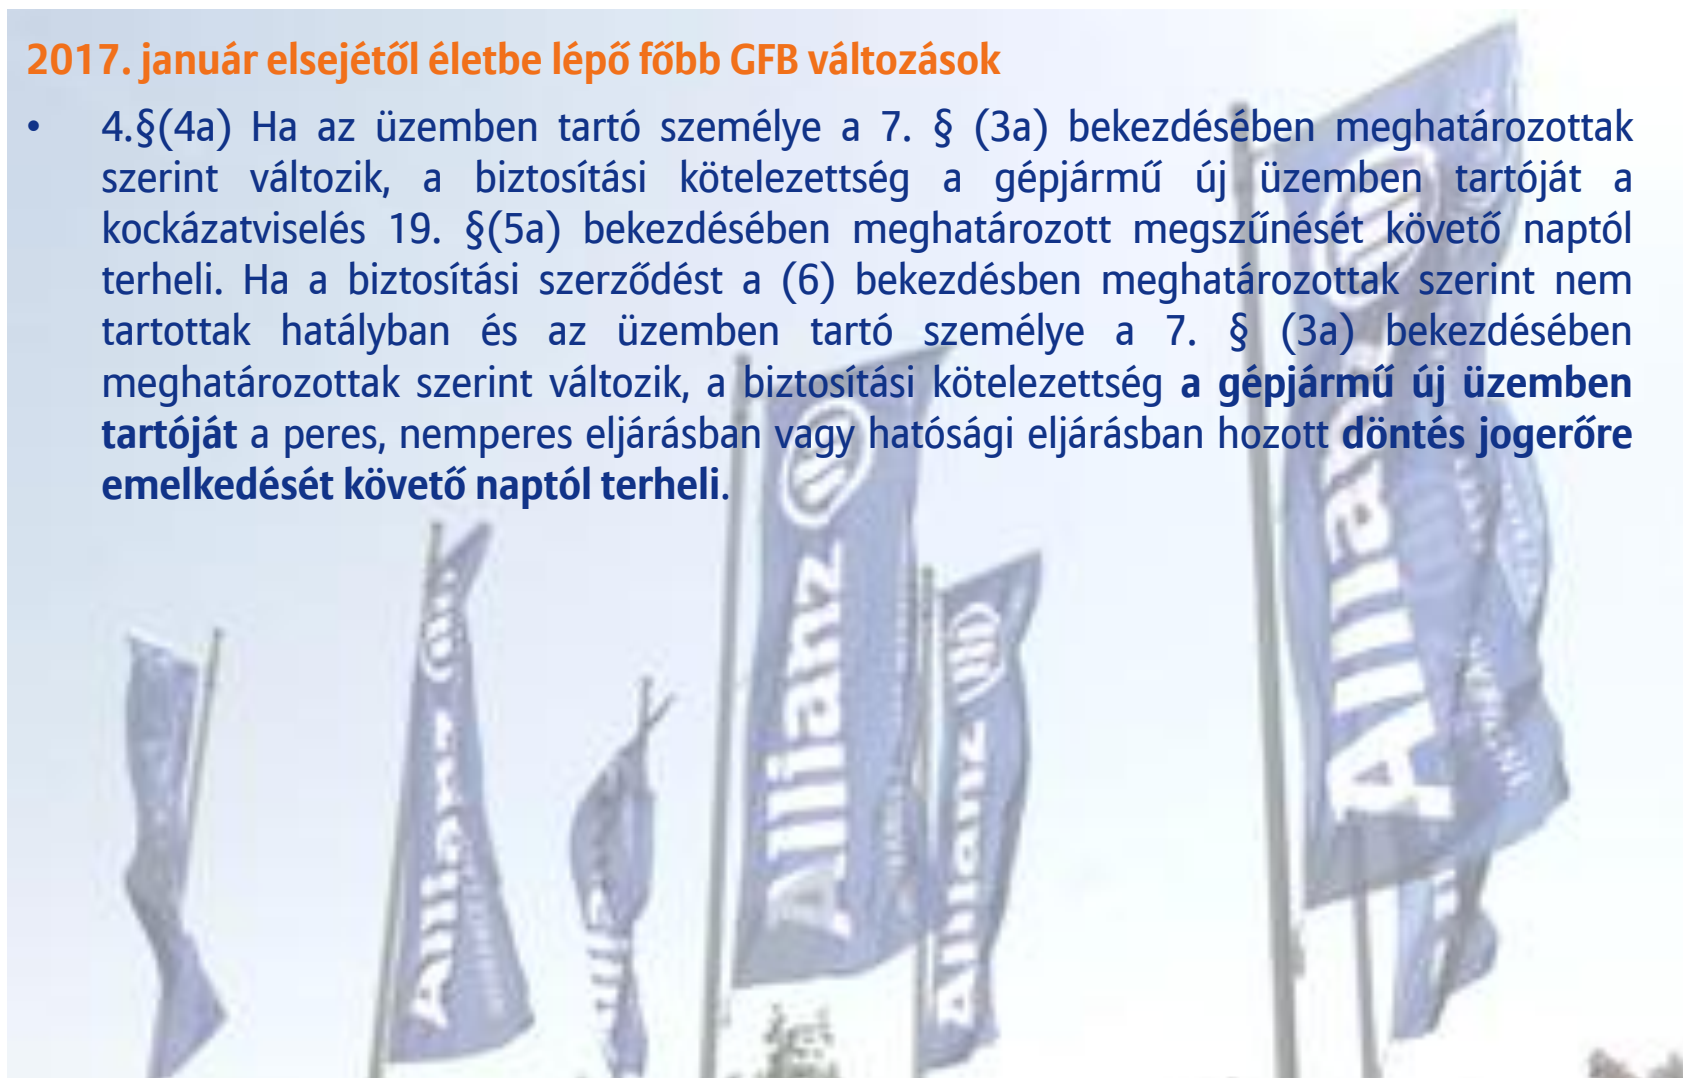 2017. január elsejétől életbe lépő főbb GFB változások
• 4.§(4a) Ha az üzemben tartó személye a 7. § (3a) bekezdésében meghatározottak
szerint változik, a biztosítási kötelezettség a gépjármű új üzemben tartóját a
kockázatviselés 19. §(5a) bekezdésében meghatározott megszűnését követő naptól
terheli. Ha a biztosítási szerződést a (6) bekezdésben meghatározottak szerint nem
tartottak hatályban és az üzemben tartó személye a 7. § (3a) bekezdésében
meghatározottak szerint változik, a biztosítási kötelezettség a gépjármű új üzemben
tartóját a peres, nemperes eljárásban vagy hatósági eljárásban hozott döntés jogerőre
emelkedését követő naptól terheli.
Allianz
Allianz
Allianz
Allianz